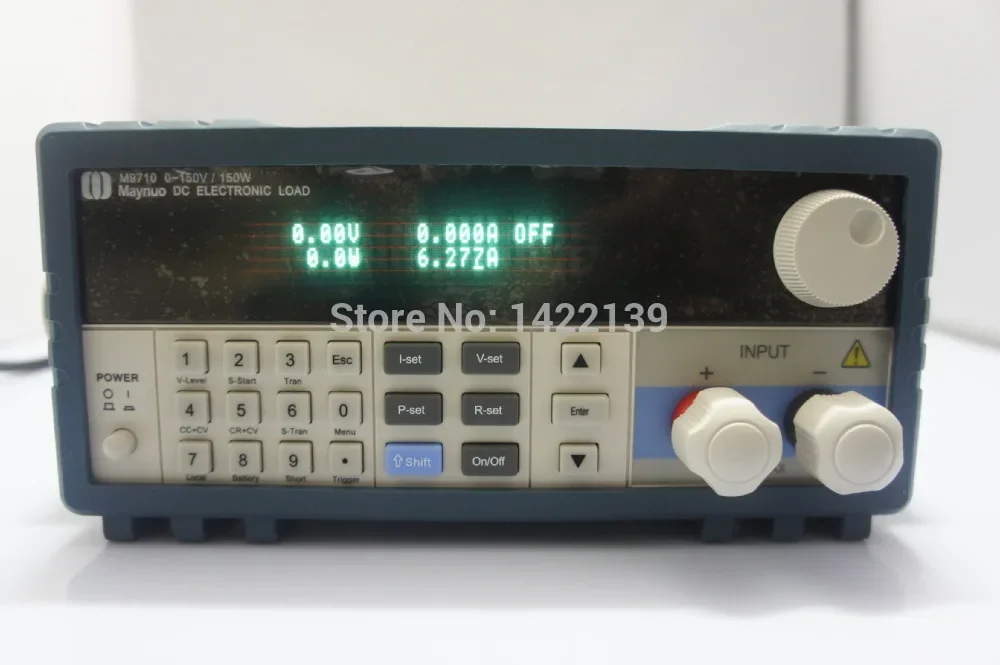 M9710 0~150V / 150W
Maynuo DC ELECTRONIC LOAD
0.00V 0.000A OFF
0.0W 6.277A
Store No: 1422139
POWER
1 2 3 Esc
V-Level S-Start Tran
4 5 6 0
CC+CV CR+CV S-Tran Menu
7 8 9 •
Local Battery Short Trigger
I-set V-set
P-set R-set
⇧Shift On/Off
▲
Enter
▼
INPUT
+ −